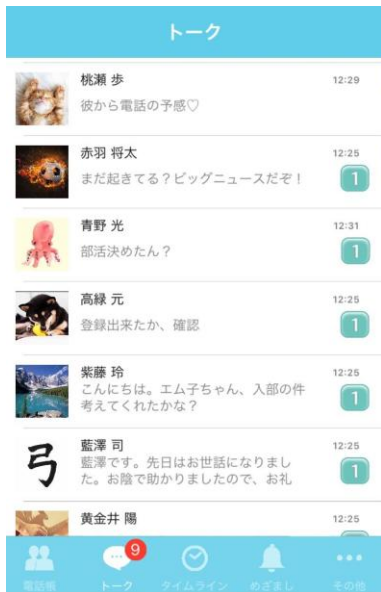 トーク
桃瀬 歩
12:29
彼から電話の予感♡
赤羽 将太
12:25
まだ起きてる？ビッグニュースだぞ！
1
青野 光
12:31
部活決めたん？
1
高緑 元
12:25
登録出来たか、確認
1
紫藤 玲
12:25
こんにちは。エム子ちゃん、入部の件
考えてくれたかな？
1
弓
藍澤 司
12:25
藍澤です。先日はお世話になりまし
た。お陰で助かりましたので、お礼
1
黄金井 陽
12:25
9
電話帳
トーク
タイムライン
めざまし
その他